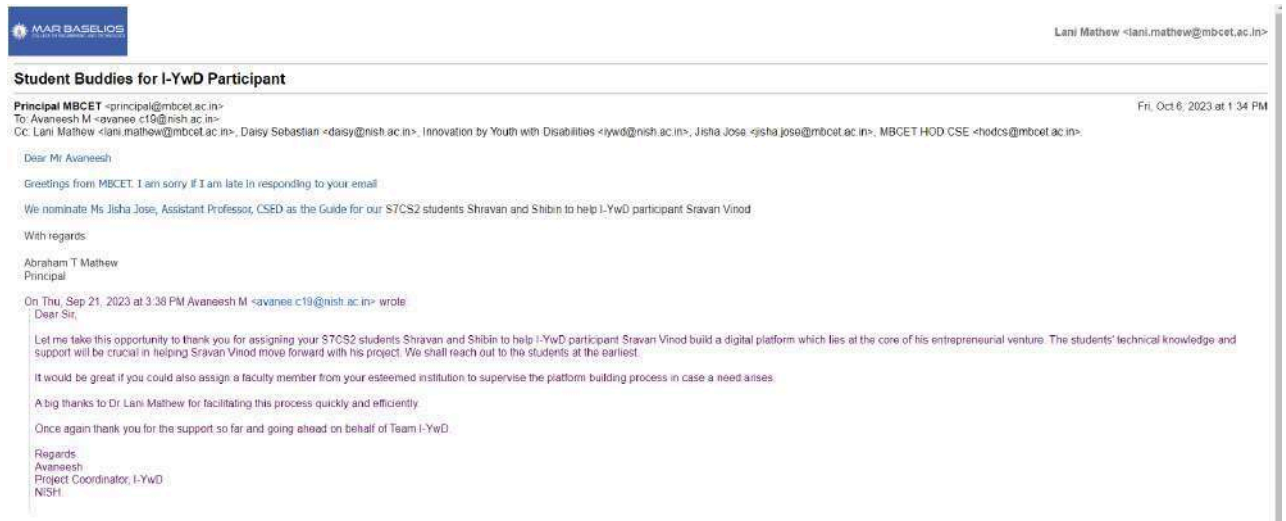 MAR BASELIOS
Lani Mathew <lani.mathew@mbcet.ac.in>
Student Buddies for I-YwD Participant
Principal MBCET <principal@mbcet.ac.in>
Fri, Oct 6, 2023 at 1:34 PM
To: Avaneesh M <avanee.c19@nish.ac.in>
Cc: Lani Mathew <lani.mathew@mbcet.ac.in>, Daisy Sebastian <daisy@nish.ac.in>, Innovation by Youth with Disabilities <iywd@nish.ac.in>, Jisha Jose <jisha.jose@mbcet.ac.in>, MBCET HOD CSE <hodcs@mbcet.ac.in>
Dear Mr Avaneesh
Greetings from MBCET. I am sorry if I am late in responding to your email
We nominate Ms Jisha Jose, Assistant Professor, CSED as the Guide for our S7CS2 students Shravan and Shibin to help I-YwD participant Sravan Vinod
With regards
Abraham T Mathew
Principal
On Thu, Sep 21, 2023 at 3:38 PM Avaneesh M <avanee.c19@nish.ac.in> wrote
Dear Sir,
Let me take this opportunity to thank you for assigning your S7CS2 students Shravan and Shibin to help I-YwD participant Sravan Vinod build a digital platform which lies at the core of his entrepreneurial venture. The students' technical knowledge and
support will be crucial in helping Sravan Vinod move forward with his project. We shall reach out to the students at the earliest.
It would be great if you could also assign a faculty member from your esteemed institution to supervise the platform building process in case a need arises
A big thanks to Dr Lani Mathew for facilitating this process quickly and efficiently
Once again thank you for the support so far and going ahead on behalf of Team I-YwD
Regards
Avaneesh
Project Coordinator, I-YwD
NISH